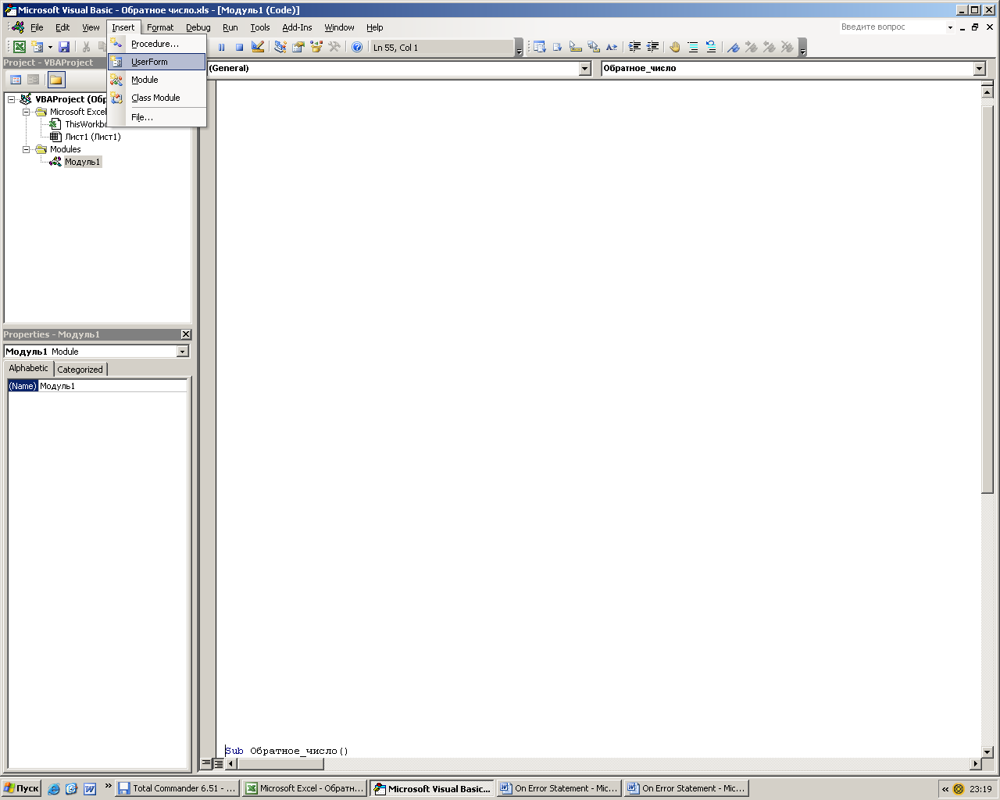 Microsoft Visual Basic - Обратное число.xls - [Модуль1 (Code)]
File Edit View Insert Format Debug Run Tools Add-Ins Window Help
Введите вопрос
Procedure...
UserForm
Module
Class Module
File...
Ln 55, Col 1
Project - VBAProject
(General)
Обратное_число
VBAProject (Обр
Microsoft Excel
ThisWorkbo
Лист1 (Лист1)
Modules
Модуль1
Properties - Модуль1
Модуль1 Module
Alphabetic Categorized
(Name) Модуль1
Sub Обратное_число()
Пуск
W
»
Total Commander 6.51 - ...
Microsoft Excel - Обратн...
Microsoft Visual Basic...
On Error Statement - Mic...
On Error Statement - Mic...
«
23:19